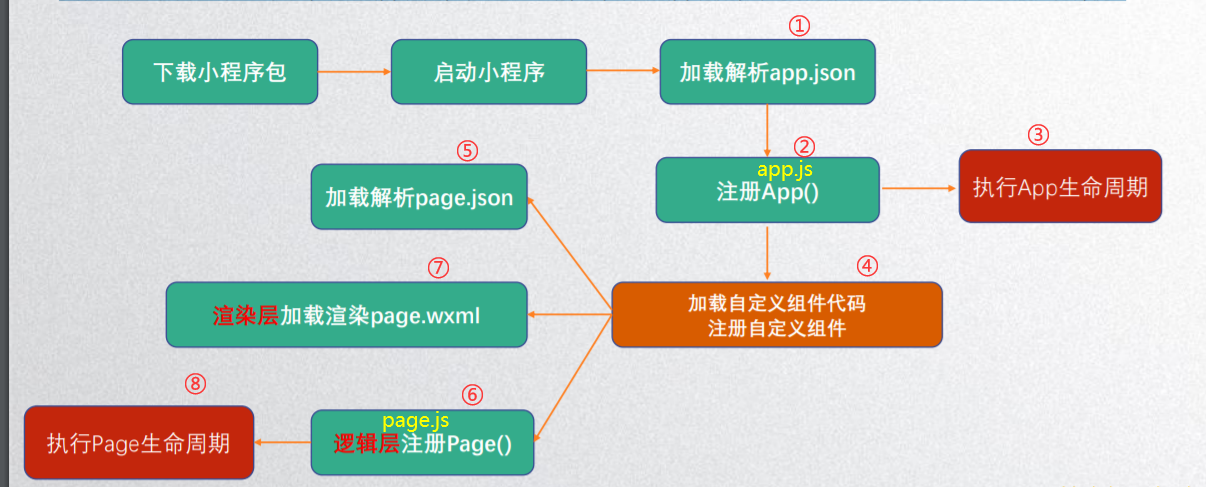 ①
下载小程序包
启动小程序
加载解析app.json
②
app.js
注册App()
③
执行App生命周期
⑤
加载解析page.json
④
加载自定义组件代码
注册自定义组件
⑦
渲染层加载渲染page.wxml
⑥
page.js
逻辑层注册Page()
⑧
执行Page生命周期